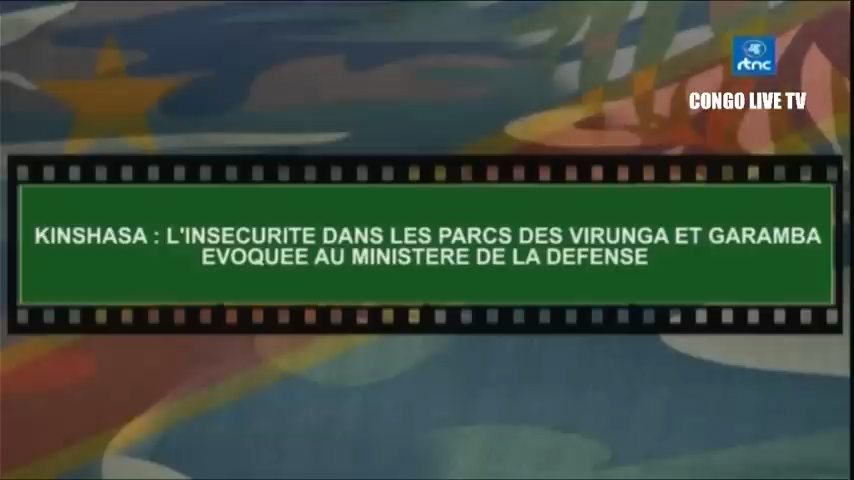 rtnc
CONGO LIVE TV
KINSHASA : L'INSECURITE DANS LES PARCS DES VIRUNGA ET GARAMBA
EVOQUEE AU MINISTERE DE LA DEFENSE